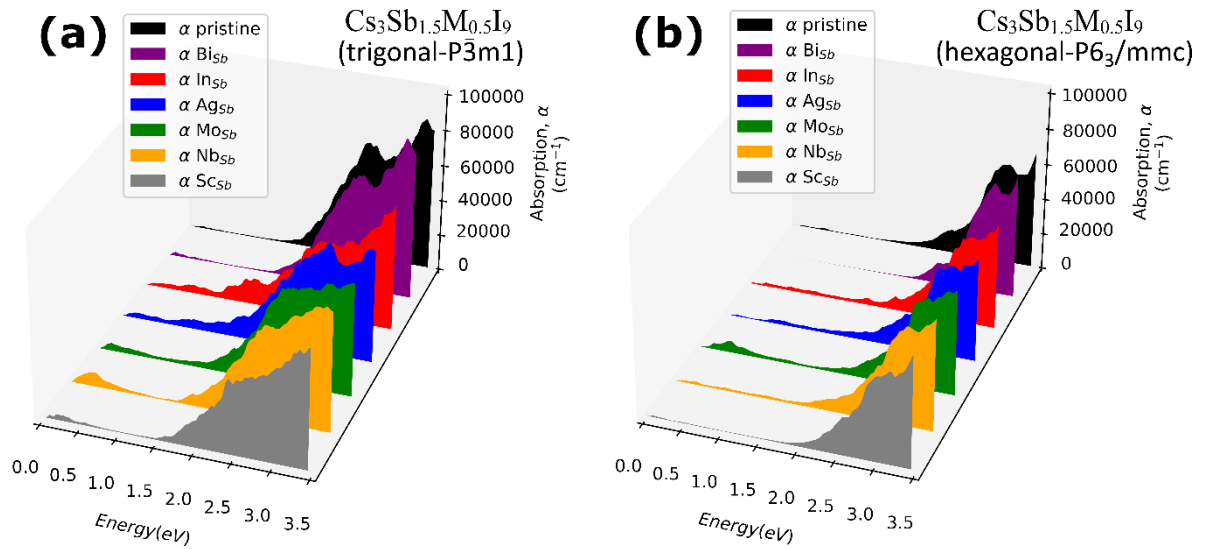 (a)
α pristine
α Bi_Sb
α In_Sb
α Ag_Sb
α Mo_Sb
α Nb_Sb
α Sc_Sb
Cs₃Sb₁.₅M₀.₅I₉
(trigonal-P3̄m1)
100000
80000
60000
40000
20000
0
Absorption, α
(cm⁻¹)
0.0
0.5
1.0
1.5
2.0
2.5
3.0
3.5
Energy(eV)
(b)
α pristine
α Bi_Sb
α In_Sb
α Ag_Sb
α Mo_Sb
α Nb_Sb
α Sc_Sb
Cs₃Sb₁.₅M₀.₅I₉
(hexagonal-P6₃/mmc)
100000
80000
60000
40000
20000
0
Absorption, α
(cm⁻¹)
0.0
0.5
1.0
1.5
2.0
2.5
3.0
3.5
Energy(eV)